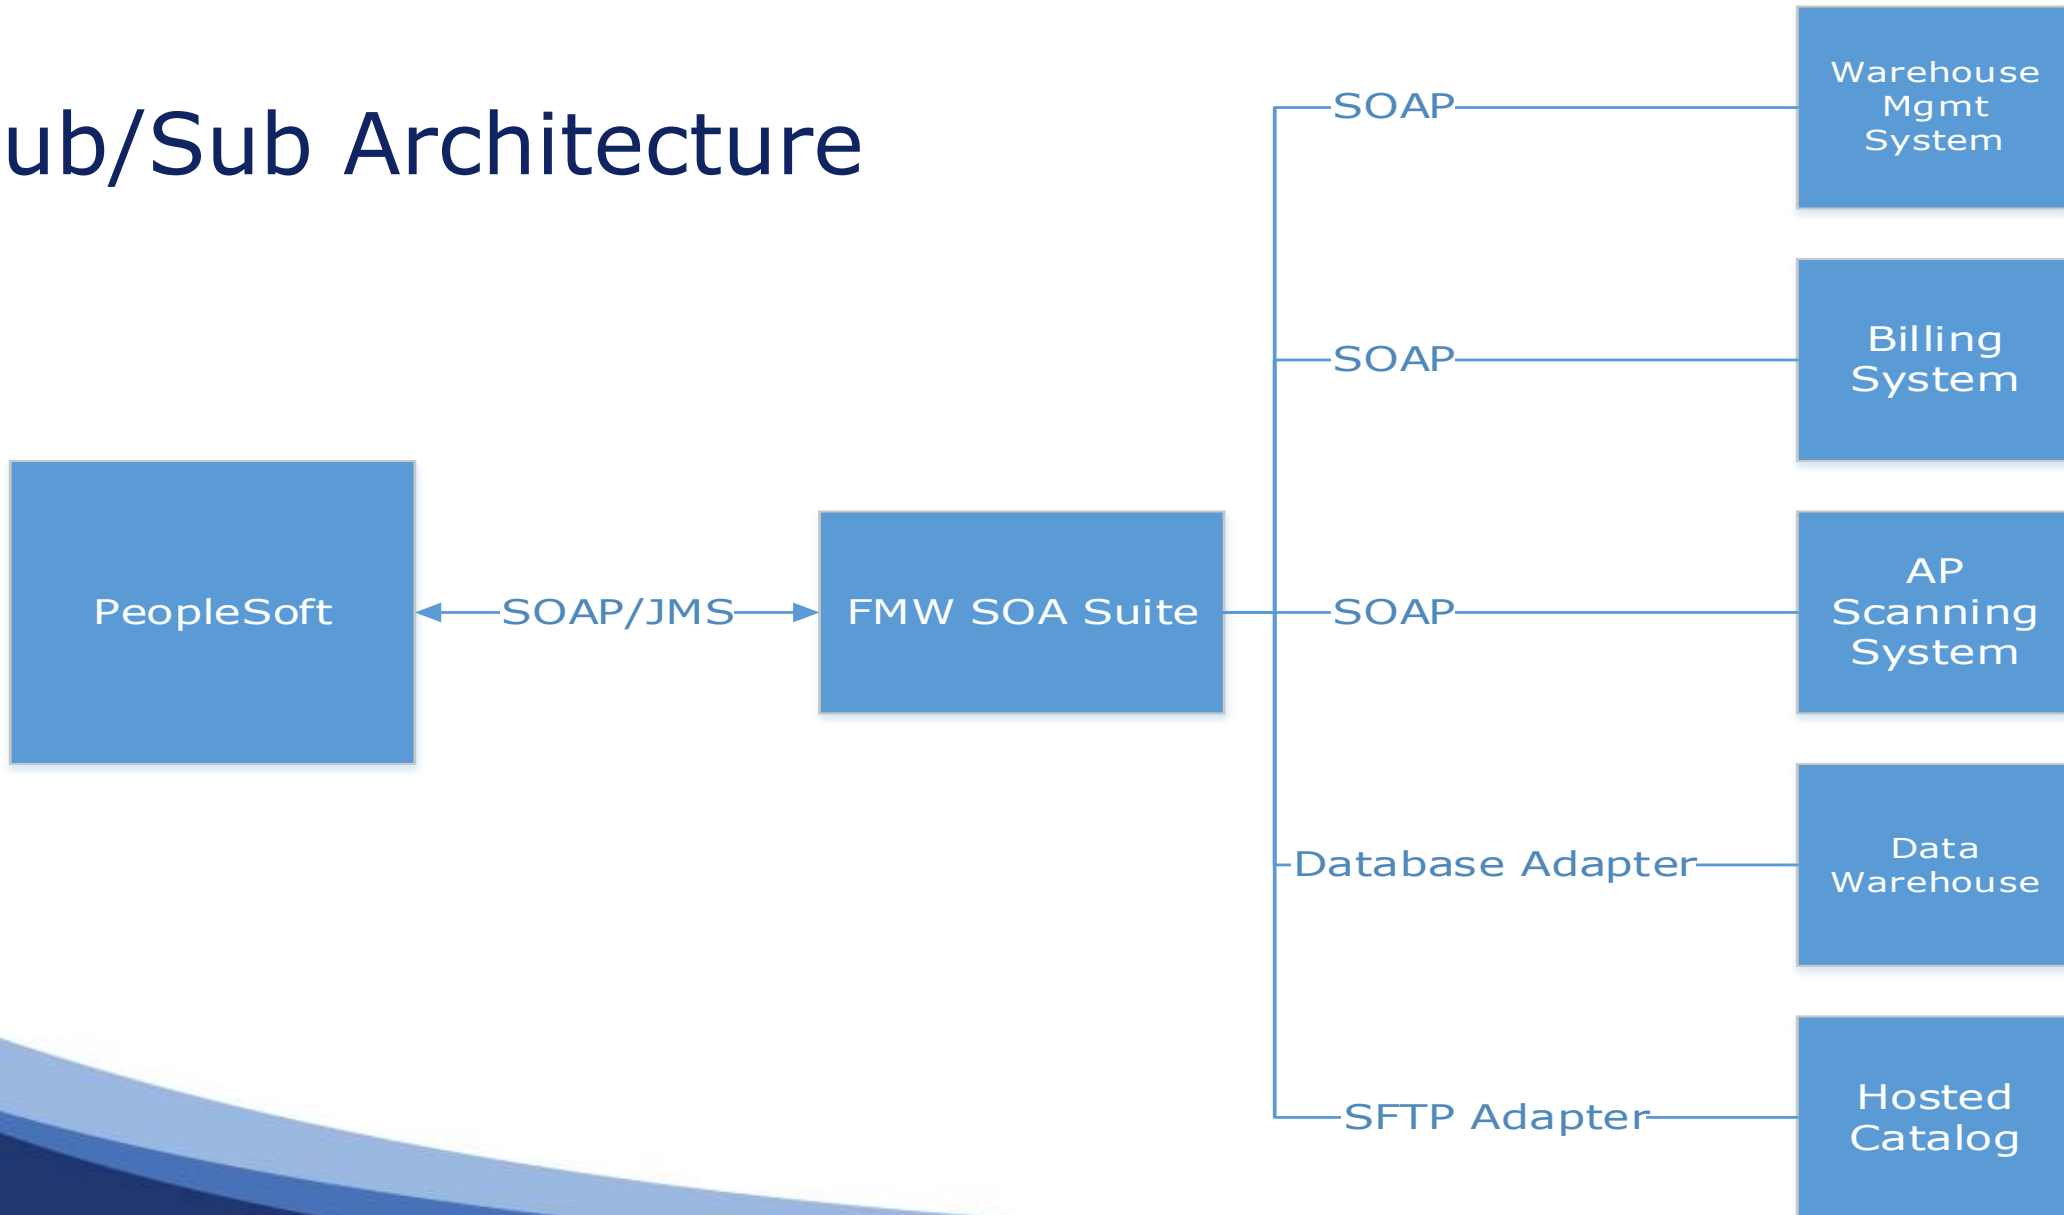 ub/Sub Architecture
SOAP
Warehouse
Mgmt
System
SOAP
Billing
System
PeopleSoft
SOAP/JMS
FMW SOA Suite
SOAP
AP
Scanning
System
Database Adapter
Data
Warehouse
SFTP Adapter
Hosted
Catalog